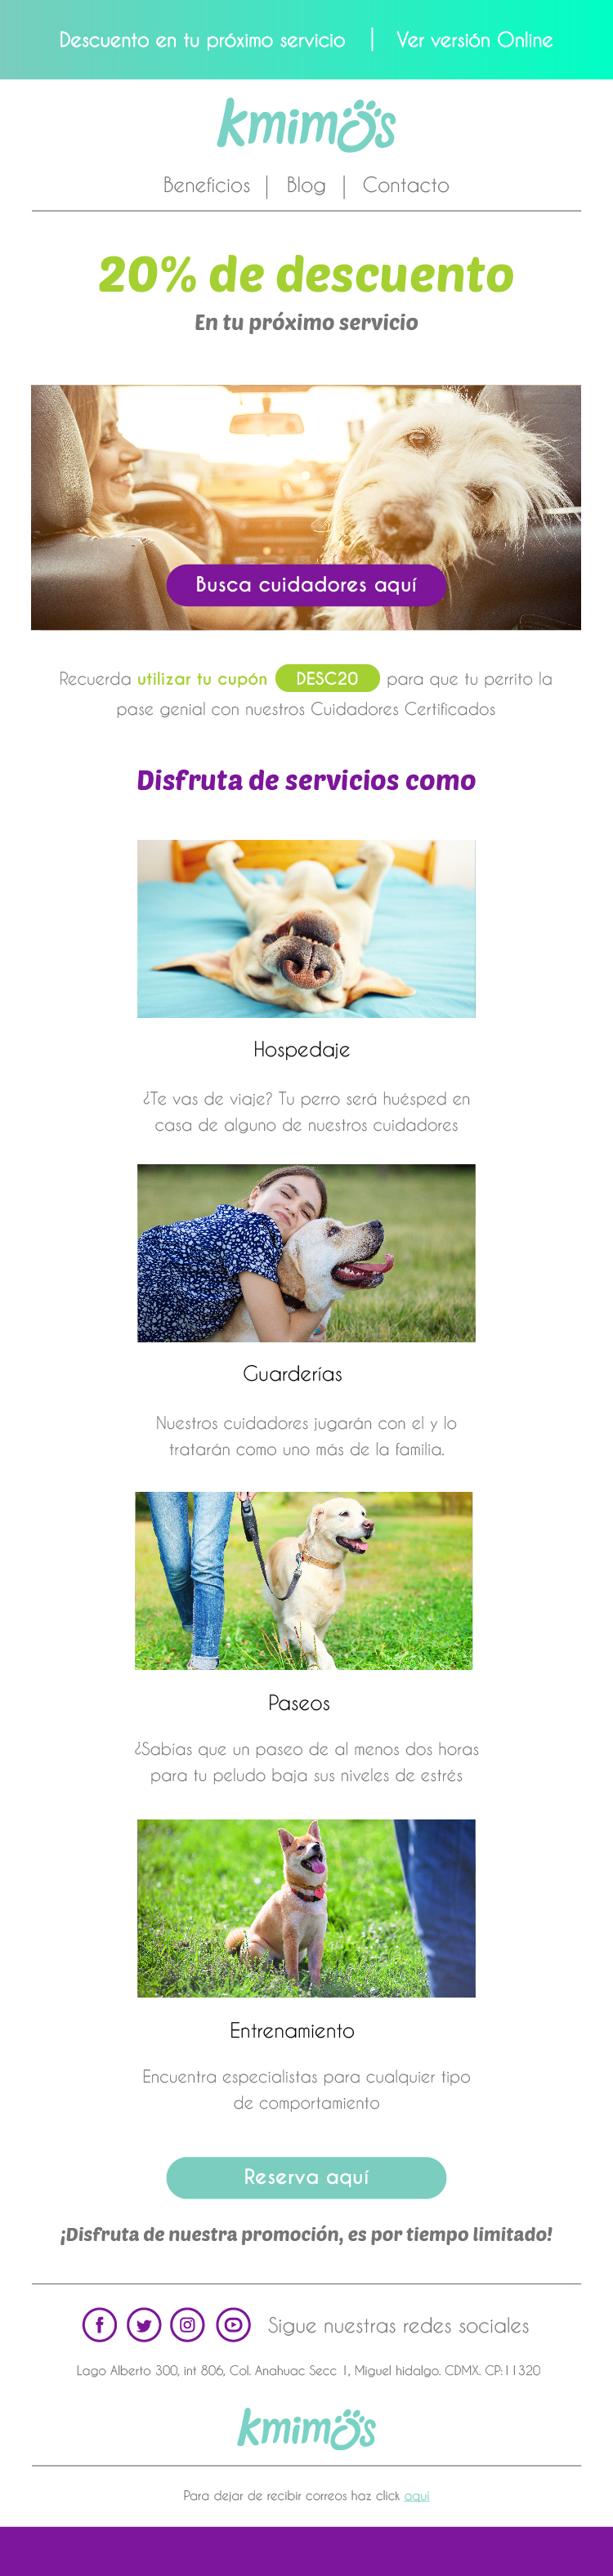 Descuento en tu próximo servicio | Ver versión Online
kmimos
Beneficios | Blog | Contacto
20% de descuento
En tu próximo servicio
Busca cuidadores aquí
Recuerda utilizar tu cupón DESC20 para que tu perrito la
pase genial con nuestros Cuidadores Certificados
Disfruta de servicios como
Hospedaje
¿Te vas de viaje? Tu perro será huésped en
casa de alguno de nuestros cuidadores
Guarderías
Nuestros cuidadores jugarán con el y lo
tratarán como uno más de la familia.
Paseos
¿Sabías que un paseo de al menos dos horas
para tu peludo baja sus niveles de estrés
Entrenamiento
Encuentra especialistas para cualquier tipo
de comportamiento
Reserva aquí
¡Disfruta de nuestra promoción, es por tiempo limitado!
Sigue nuestras redes sociales
Lago Alberto 300, int 806, Col. Anahuac Secc 1, Miguel hidalgo. CDMX. CP:11320
kmimos
Para dejar de recibir correos haz click aquí